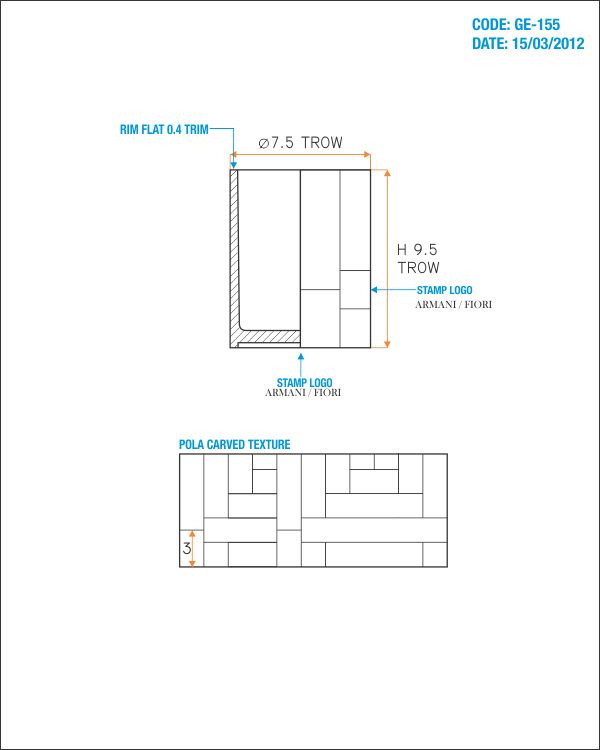 CODE: GE-155
DATE: 15/03/2012
RIM FLAT 0.4 TRIM
⌀7.5 TROW
H 9.5
TROW
STAMP LOGO
ARMANI / FIORI
STAMP LOGO
ARMANI / FIORI
POLA CARVED TEXTURE
3